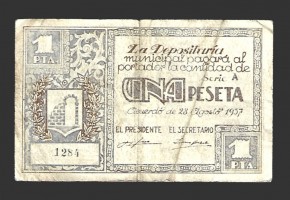 1
PTA
La Depositaria
municipal pagará al
portador la cantidad de
Serie A
UNA PESETA
Acuerdo de 28 Agosto 1937
EL PRESIDENTE EL SECRETARIO
1284
1
PTA